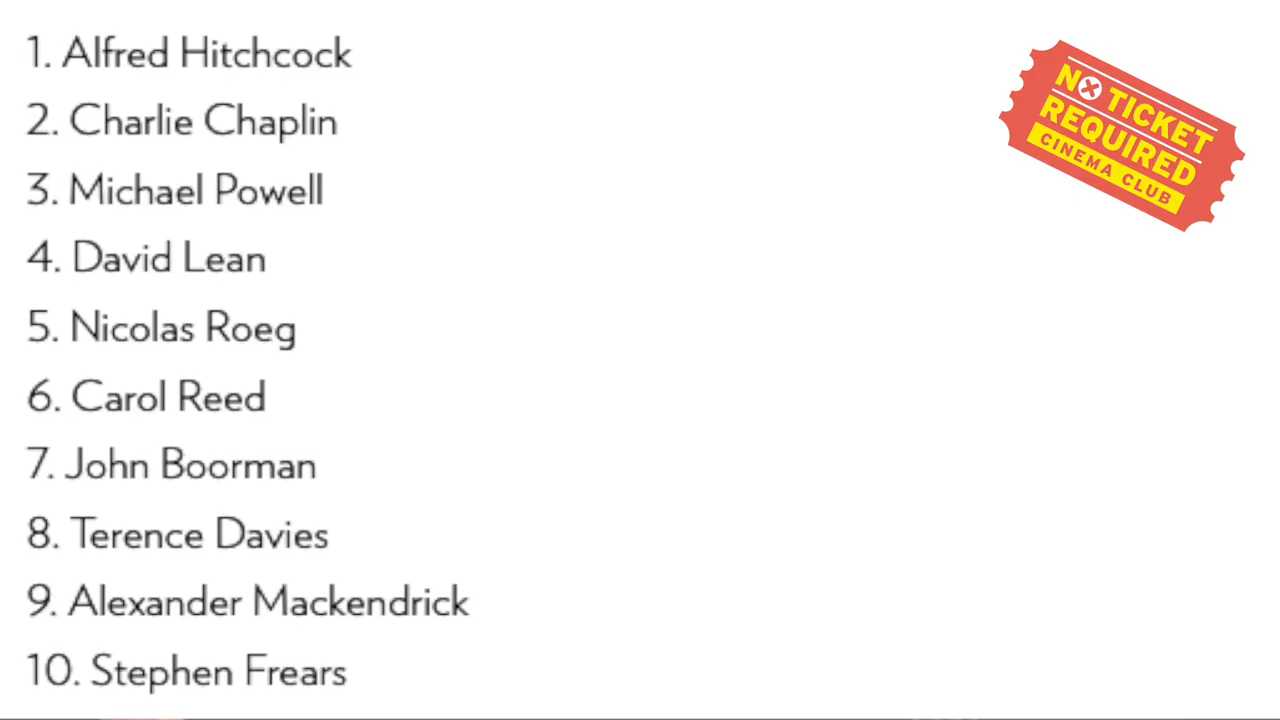 1. Alfred Hitchcock
2. Charlie Chaplin
3. Michael Powell
4. David Lean
5. Nicolas Roeg
6. Carol Reed
7. John Boorman
8. Terence Davies
9. Alexander Mackendrick
10. Stephen Frears
NO TICKET
REQUIRED
CINEMA CLUB